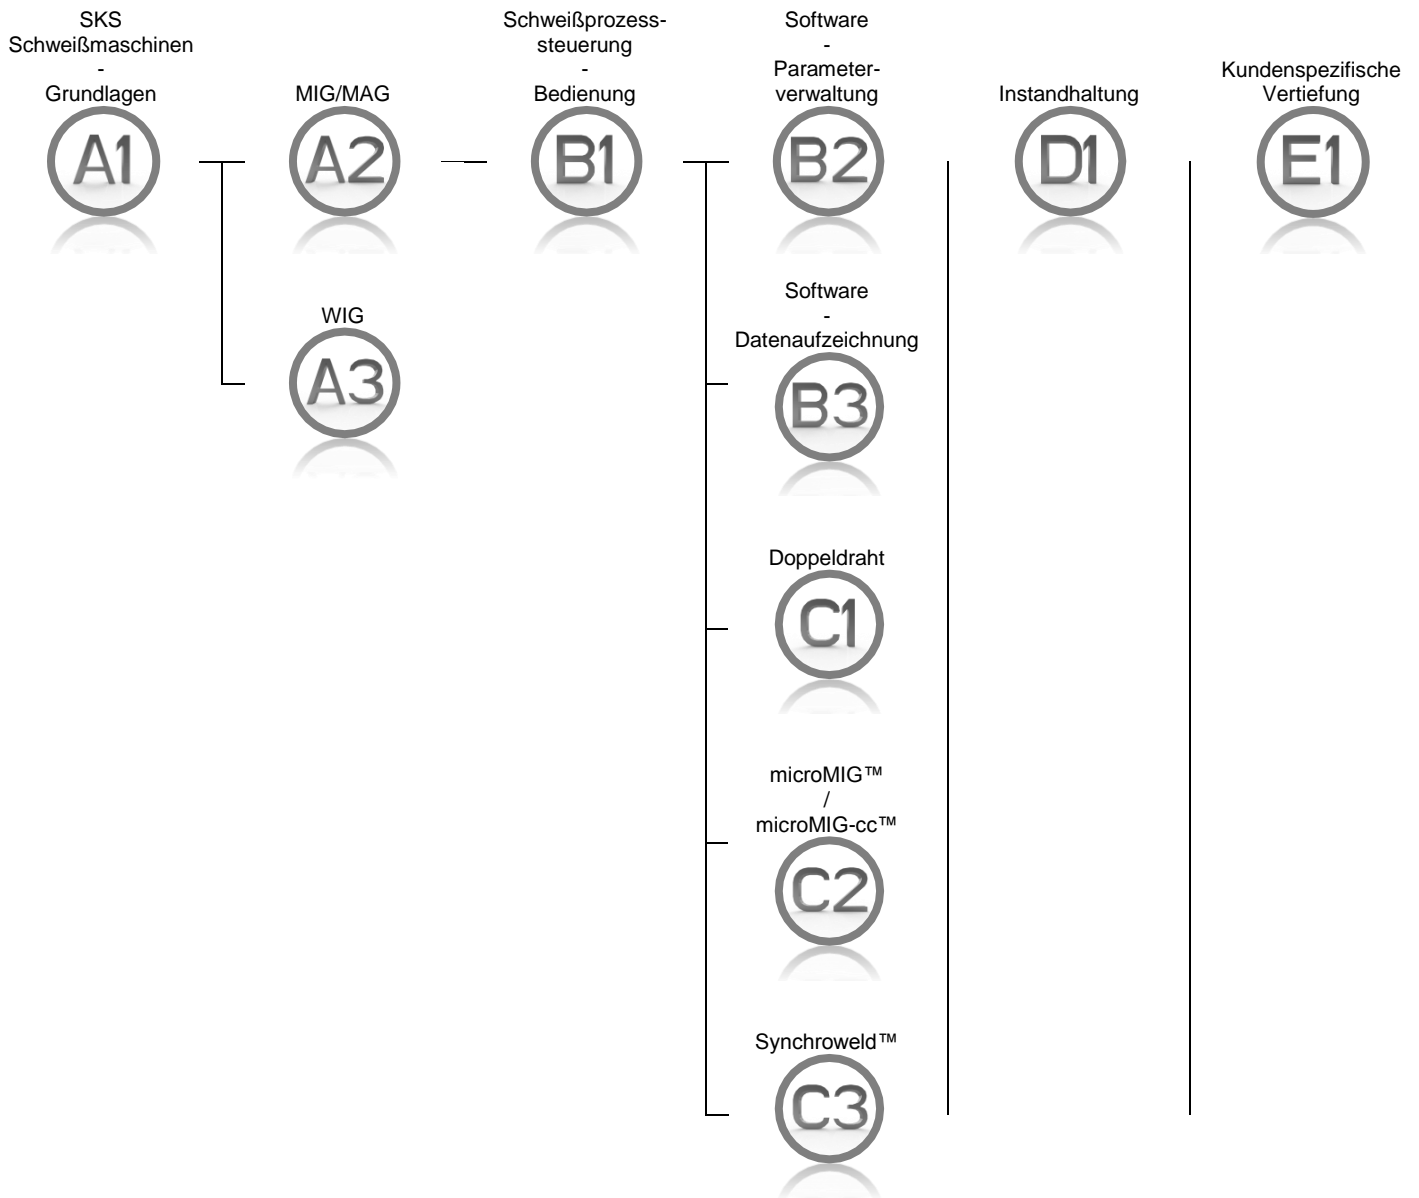 SKS
Schweißmaschinen
-
Grundlagen
A1
MIG/MAG
A2
WIG
A3
Schweißprozess-
steuerung
-
Bedienung
B1
Software
-
Parameter-
verwaltung
B2
Software
-
Datenaufzeichnung
B3
Doppeldraht
C1
microMIG™
/
microMIG-cc™
C2
Synchroweld™
C3
Instandhaltung
D1
Kundenspezifische
Vertiefung
E1